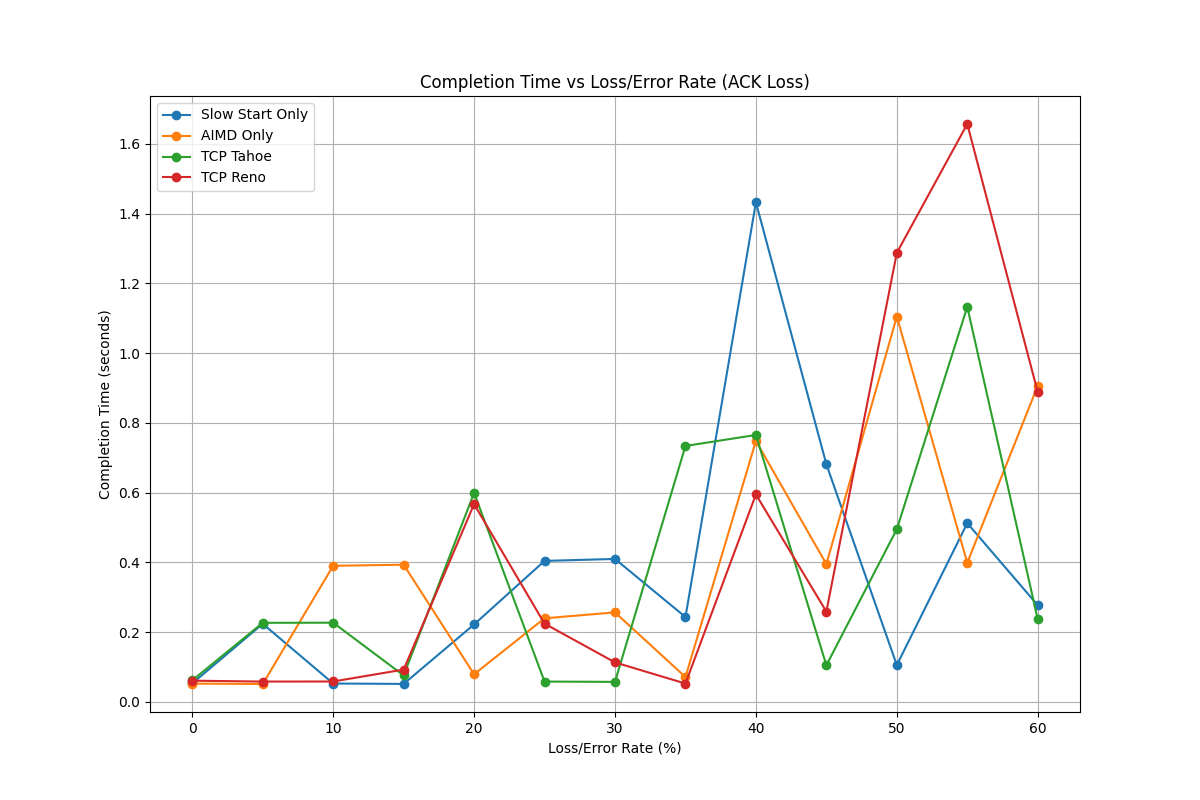 Completion Time vs Loss/Error Rate (ACK Loss)
Slow Start Only
AIMD Only
TCP Tahoe
TCP Reno
Completion Time (seconds)
1.6
1.4
1.2
1.0
0.8
0.6
0.4
0.2
0.0
0 10 20 30 40 50 60
Loss/Error Rate (%)